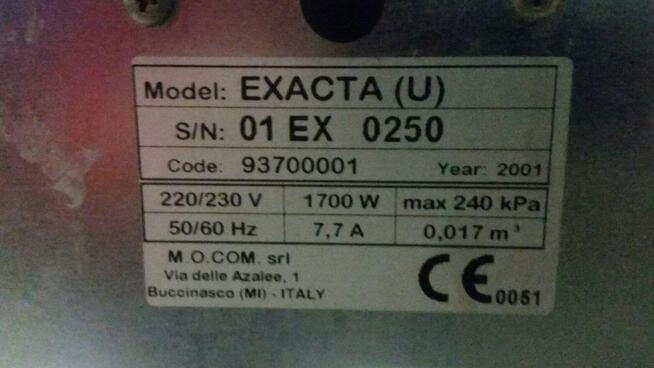 Model: EXACTA (U)
S/N: 01 EX 0250
Code: 93700001 Year: 2001
220/230 V 1700 W max 240 kPa
50/60 Hz 7,7 A 0,017 m³
M.O.COM. srl
Via delle Azalee, 1
Buccinasco (MI) - ITALY
CE 0051